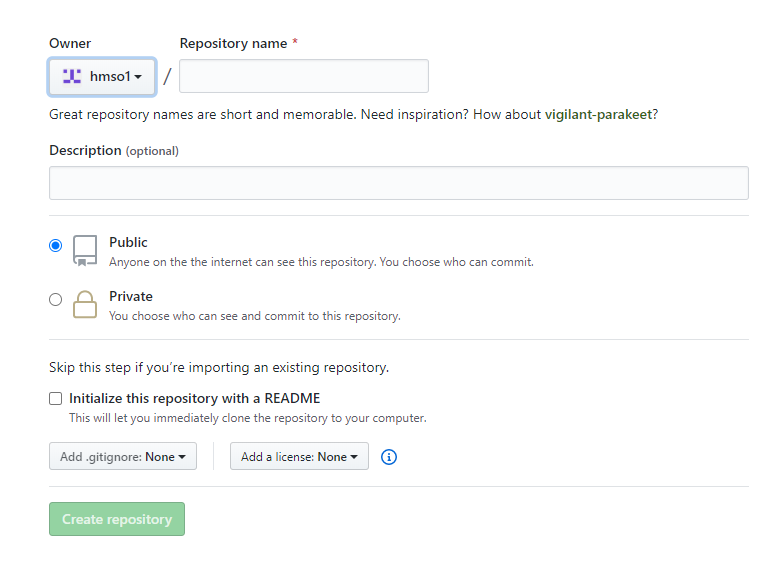 Owner Repository name *
hmso1 /
Great repository names are short and memorable. Need inspiration? How about vigilant-parakeet?
Description (optional)
Public
Anyone on the the internet can see this repository. You choose who can commit.
Private
You choose who can see and commit to this repository.
Skip this step if you’re importing an existing repository.
Initialize this repository with a README
This will let you immediately clone the repository to your computer.
Add .gitignore: None Add a license: None
Create repository